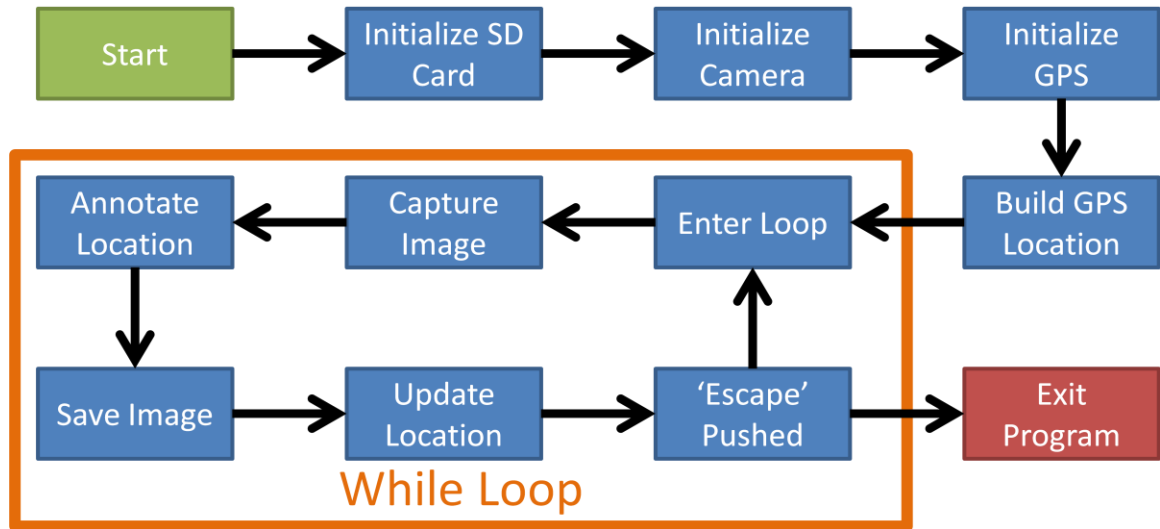 Start
Initialize SD
Card
Initialize
Camera
Initialize
GPS
Annotate
Location
Capture
Image
Enter Loop
Build GPS
Location
Save Image
Update
Location
‘Escape’
Pushed
Exit
Program
While Loop